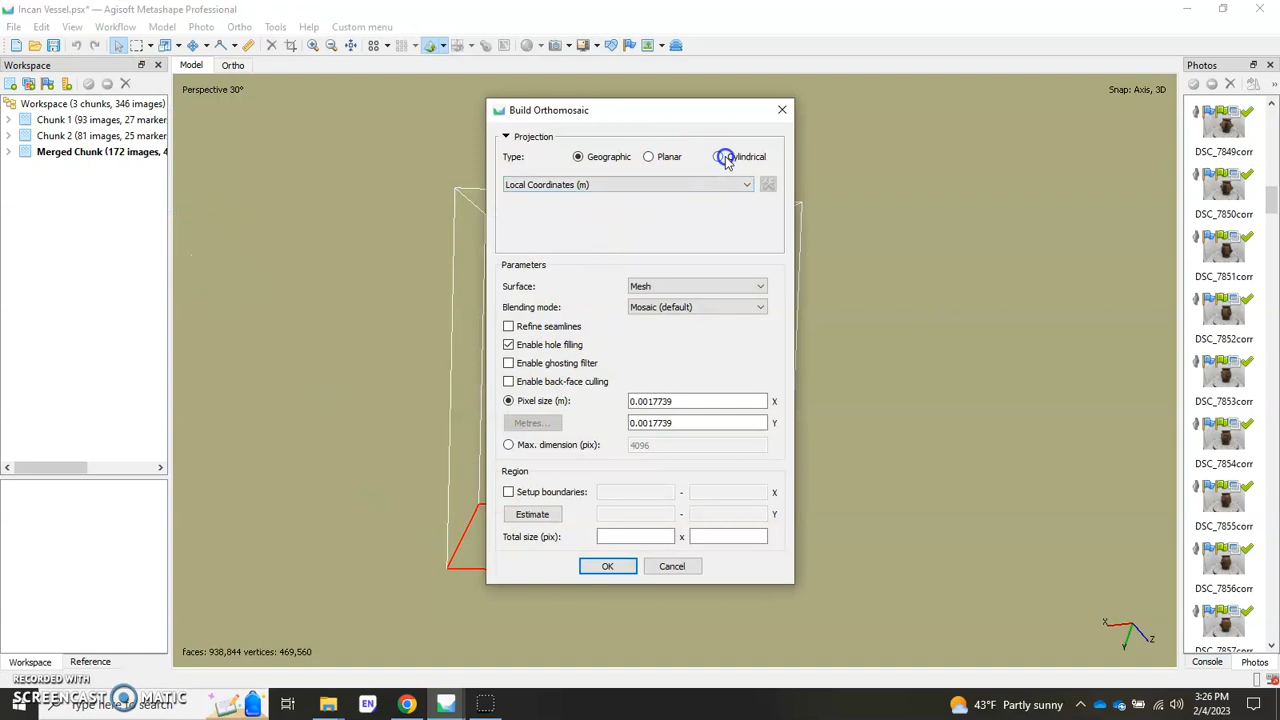 Incan Vessel.psx* — Agisoft Metashape Professional
File Edit View Workflow Model Photo Ortho Tools Help Custom menu
Workspace
Model Ortho
Photos
Workspace (3 chunks, 346 images)
Chunk 1 (93 images, 27 marker
Chunk 2 (81 images, 25 marker
Merged Chunk (172 images, 4
Perspective 30°
Snap: Axis, 3D
Build Orthomosaic
Projection
Type: Geographic Planar Cylindrical
Local Coordinates (m)
Parameters
Surface: Mesh
Blending mode: Mosaic (default)
Refine seamlines
Enable hole filling
Enable ghosting filter
Enable back-face culling
Pixel size (m): 0.0017739 X
Metres... 0.0017739 Y
Max. dimension (pix): 4096
Region
Setup boundaries: - X
Estimate - Y
Total size (pix): x
OK Cancel
DSC_7849corr
DSC_7850corr
DSC_7851corr
DSC_7852corr
DSC_7853corr
DSC_7854corr
DSC_7855corr
DSC_7856corr
DSC_7857corr
X
Y
Z
faces: 938,844 vertices: 469,560
Workspace Reference
Console Photos
RECORDED WITH
SCREENCAST MATIC
Type here to search
EN
43°F Partly sunny
3:26 PM
2/4/2023